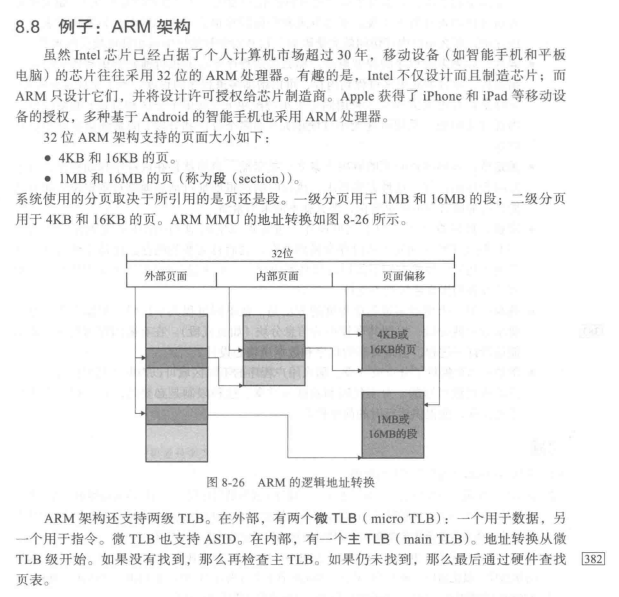 8.8 例子：ARM 架构
虽然 Intel 芯片已经占据了个人计算机市场超过 30 年，移动设备（如智能手机和平板
电脑）的芯片往往采用 32 位的 ARM 处理器。有趣的是，Intel 不仅设计而且制造芯片；而
ARM 只设计它们，并将设计许可授权给芯片制造商。Apple 获得了 iPhone 和 iPad 等移动设
备的授权，多种基于 Android 的智能手机也采用 ARM 处理器。
32 位 ARM 架构支持的页面大小如下：
● 4KB 和 16KB 的页。
● 1MB 和 16MB 的页（称为段（section））。
系统使用的分页取决于所引用的是页还是段。一级分页用于 1MB 和 16MB 的段；二级分页
用于 4KB 和 16KB 的页。ARM MMU 的地址转换如图 8-26 所示。
32位
外部页面 内部页面 页面偏移
4KB或
16KB的页
1MB或
16MB的段
图 8-26 ARM 的逻辑地址转换
ARM 架构还支持两级 TLB。在外部，有两个微 TLB（micro TLB）：一个用于数据，另
一个用于指令。微 TLB 也支持 ASID。在内部，有一个主 TLB（main TLB）。地址转换从微
TLB 级开始。如果没有找到，那么再检查主 TLB。如果仍未找到，那么最后通过硬件查找
382
页表。